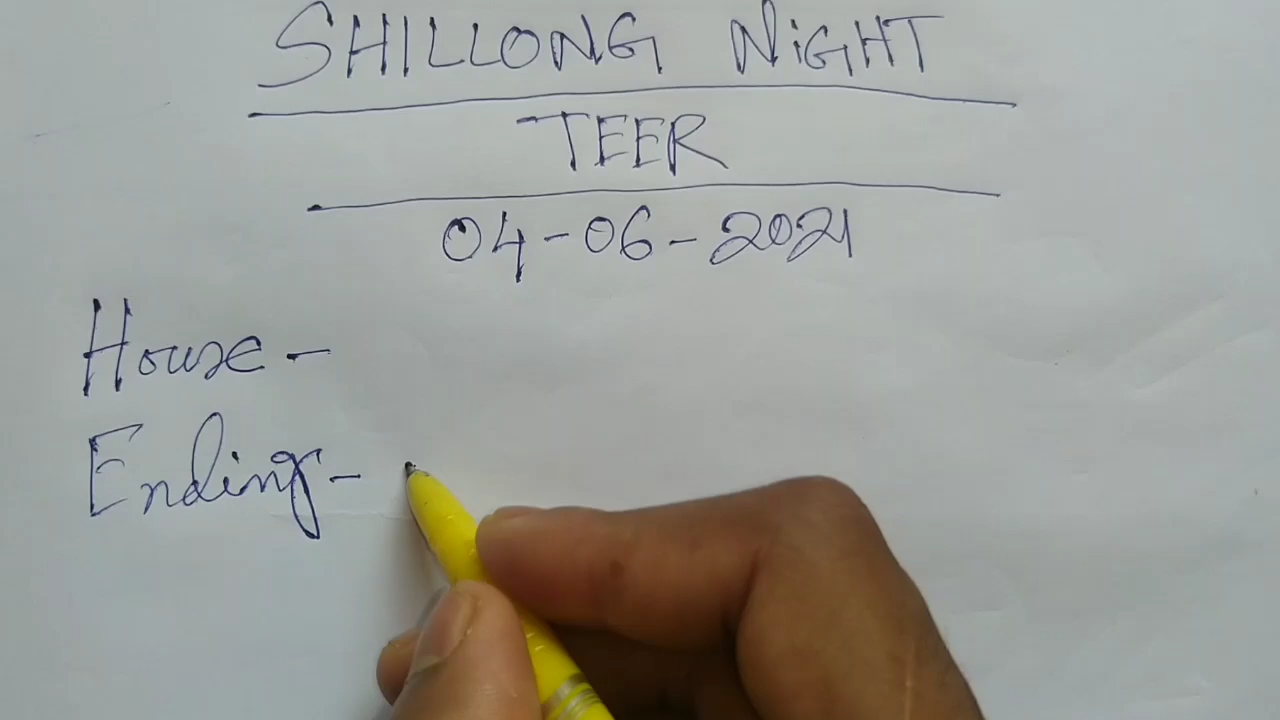 SHILLONG NiGHT
TEER
04-06-2021
House -
Ending -